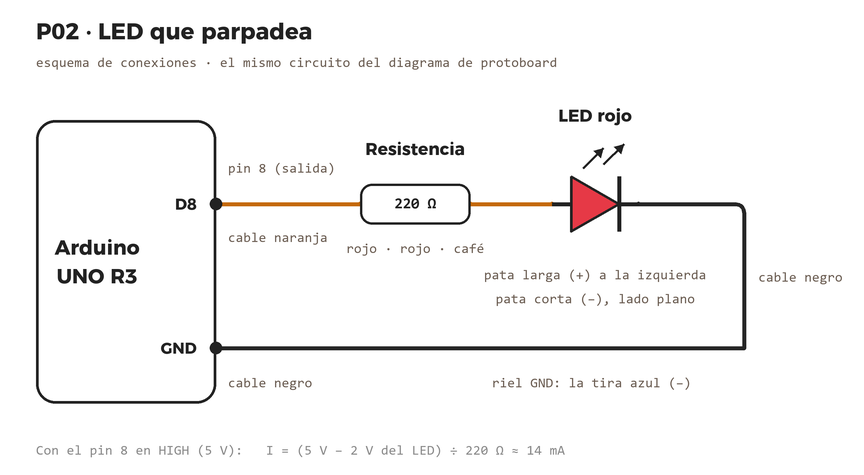 P02 · LED que parpadea
esquema de conexiones · el mismo circuito del diagrama de protoboard
LED rojo
Resistencia
pin 8 (salida)
D8
220 Ω
cable naranja
rojo · rojo · café
Arduino
UNO R3
pata larga (+) a la izquierda
pata corta (−), lado plano
cable negro
GND
cable negro
riel GND: la tira azul (−)
Con el pin 8 en HIGH (5 V): I = (5 V − 2 V del LED) ÷ 220 Ω ≈ 14 mA